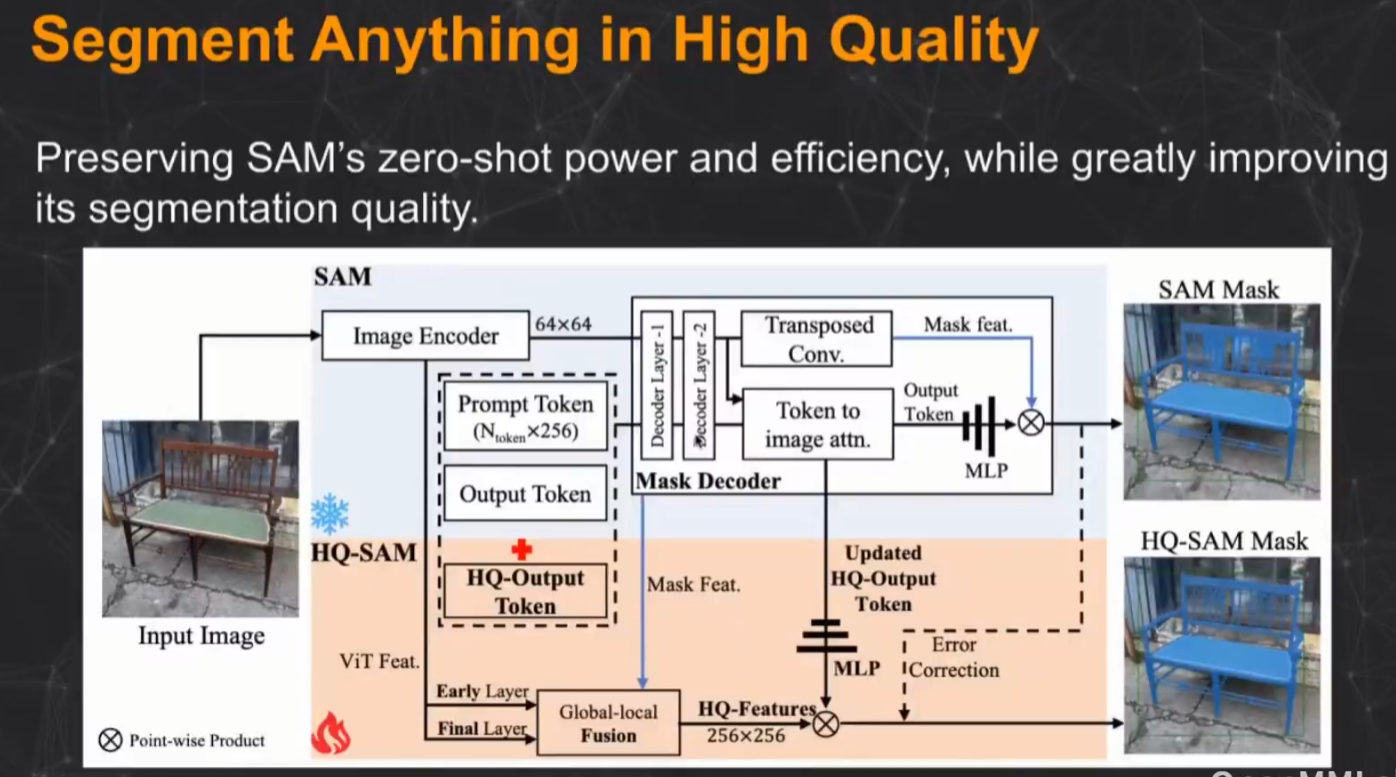 Segment Anything in High Quality
Preserving SAM's zero-shot power and efficiency, while greatly improving
its segmentation quality.
SAM
Image Encoder
64×64
Prompt Token
(Ntoken×256)
Output Token
Decoder Layer -1
Decoder Layer -2
Transposed
Conv.
Mask feat.
Token to
image attn.
Output
Token
MLP
Mask Decoder
SAM Mask
Input Image
HQ-SAM
HQ-Output
Token
Mask Feat.
Updated
HQ-Output
Token
MLP
Error
Correction
HQ-SAM Mask
ViT Feat.
Early Layer
Final Layer
Global-local
Fusion
HQ-Features
256×256
Point-wise Product